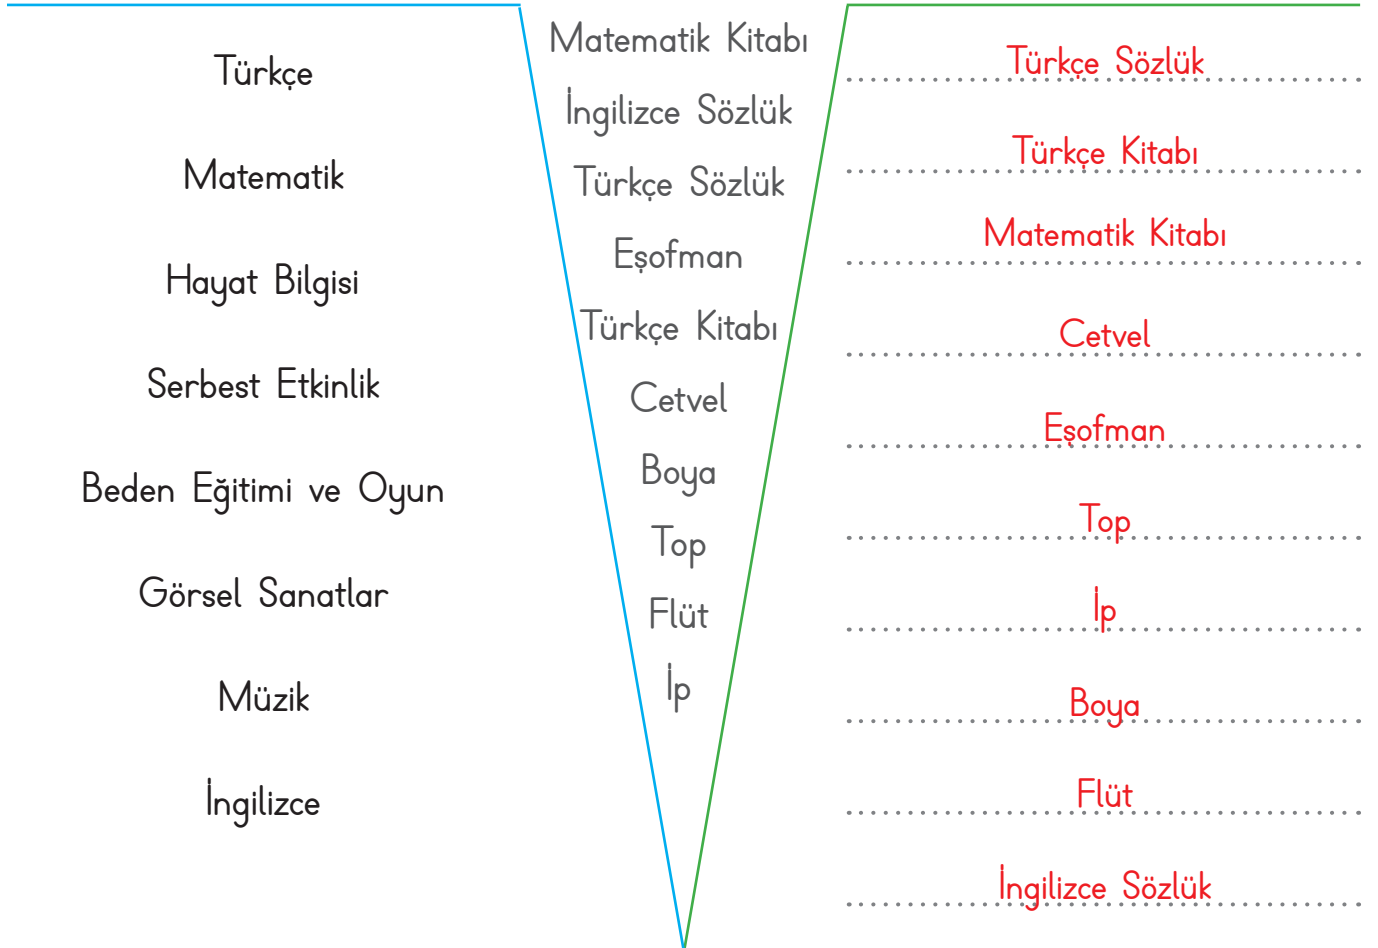 Türkçe
Matematik
Hayat Bilgisi
Serbest Etkinlik
Beden Eğitimi ve Oyun
Görsel Sanatlar
Müzik
İngilizce
Matematik Kitabı
İngilizce Sözlük
Türkçe Sözlük
Eşofman
Türkçe Kitabı
Cetvel
Boya
Top
Flüt
İp
Türkçe Sözlük
Türkçe Kitabı
Matematik Kitabı
Cetvel
Eşofman
Top
İp
Boya
Flüt
İngilizce Sözlük